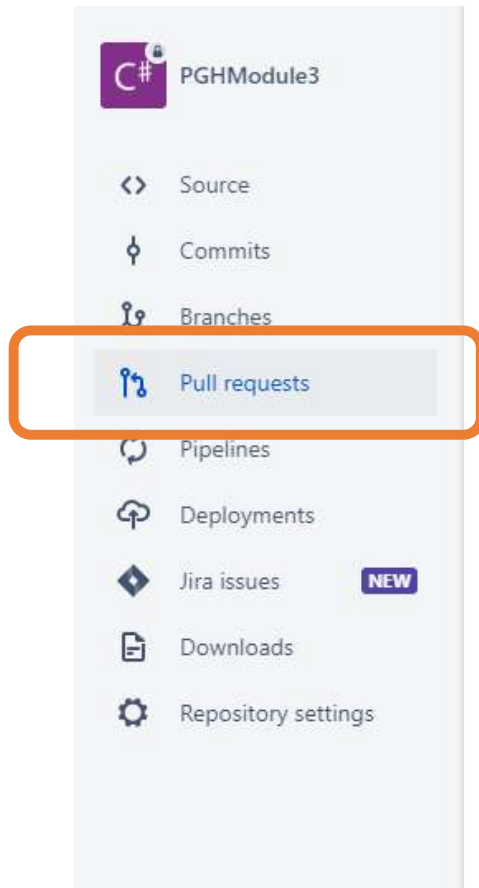 C#
PGHModule3
Source
Commits
Branches
Pull requests
Pipelines
Deployments
Jira issues NEW
Downloads
Repository settings